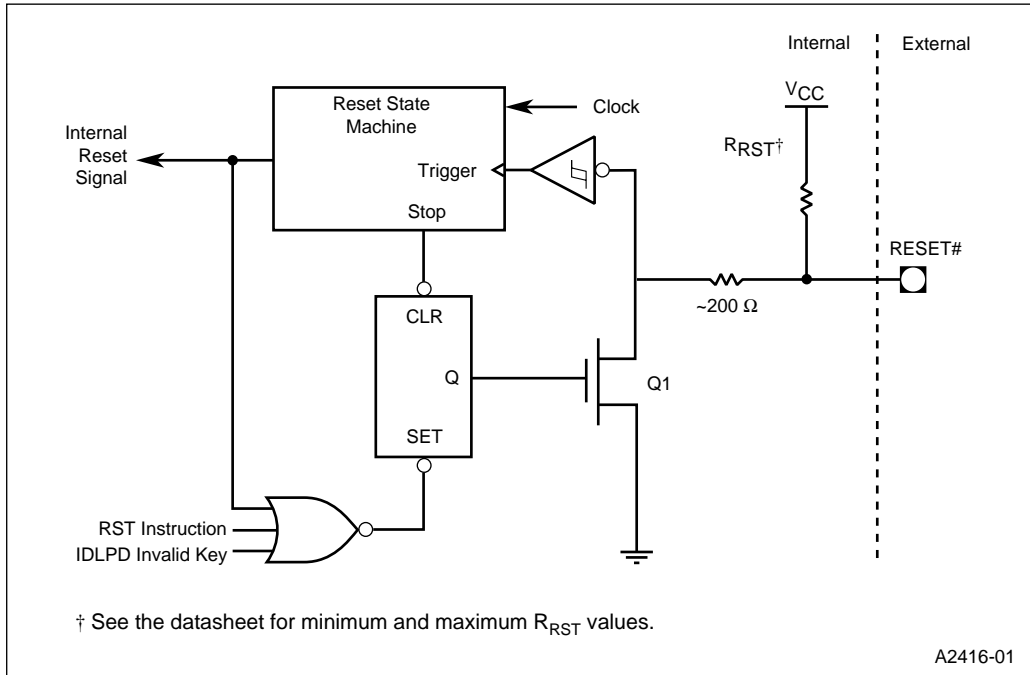 Internal
External
VCC
RRST†
RESET#
~200 Ω
Reset State
Machine
Clock
Trigger
Stop
Internal
Reset
Signal
CLR
Q
SET
Q1
RST Instruction
IDLPD Invalid Key
† See the datasheet for minimum and maximum RRST values.
A2416-01